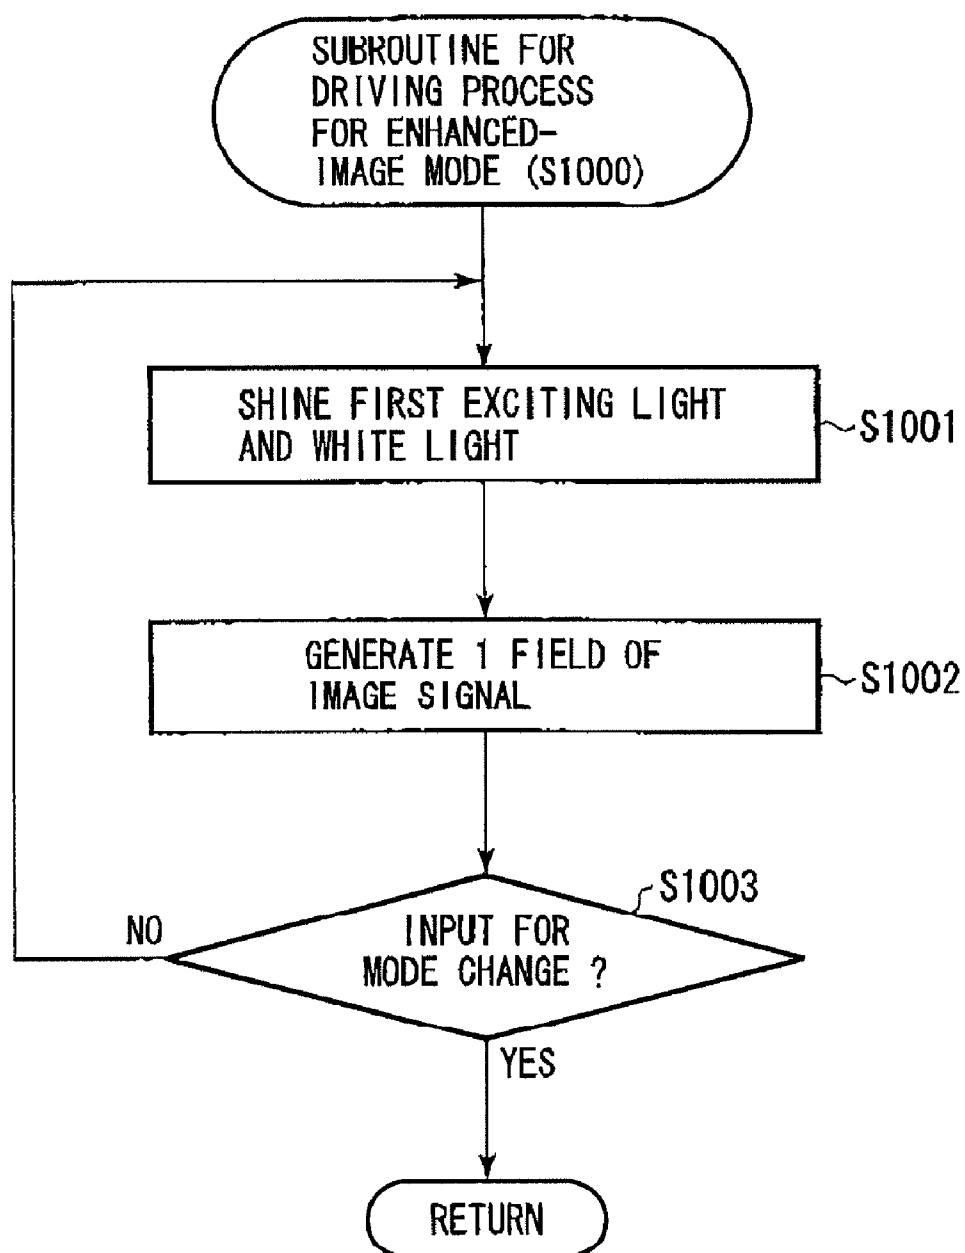 SUBROUTINE FOR
DRIVING PROCESS
FOR ENHANCED-
IMAGE MODE (S1000)
SHINE FIRST EXCITING LIGHT
AND WHITE LIGHT
S1001
GENERATE 1 FIELD OF
IMAGE SIGNAL
S1002
S1003
NO
INPUT FOR
MODE CHANGE ?
YES
RETURN